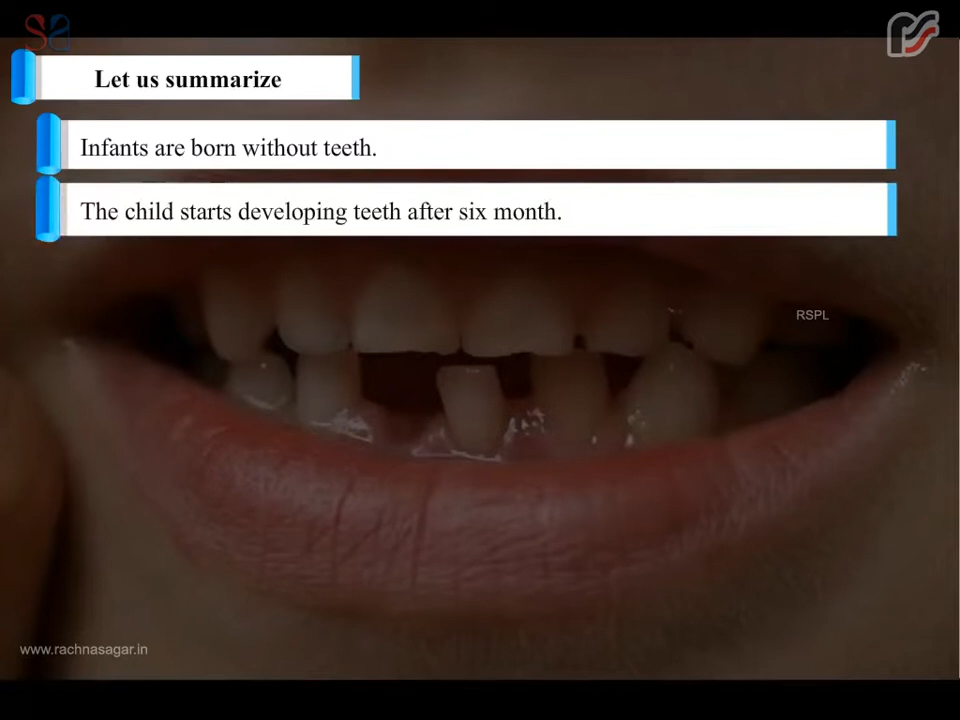 Let us summarize
Infants are born without teeth.
The child starts developing teeth after six month.
RSPL
www.rachnasagar.in